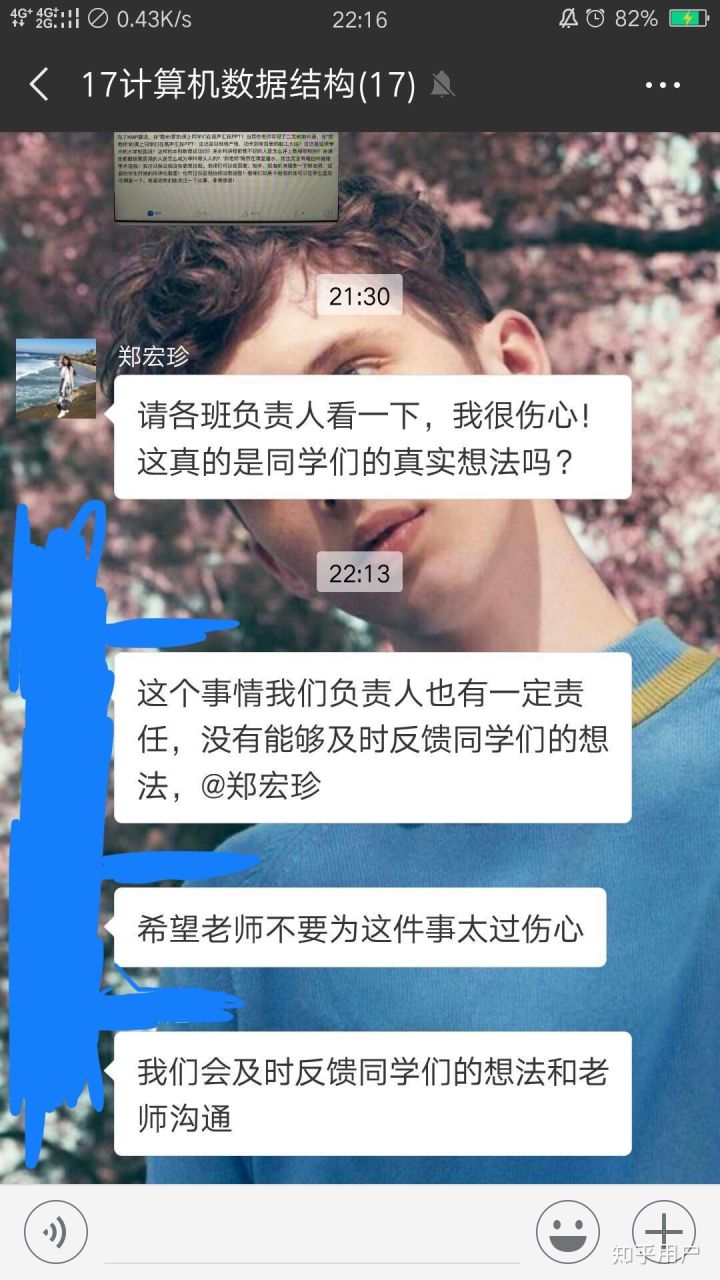 4G+ 4G+ 2G 0.43K/s 22:16 82%
17计算机数据结构(17)
21:30
郑宏珍
请各班负责人看一下，我很伤心！
这真的是同学们的真实想法吗？
22:13
这个事情我们负责人也有一定责
任，没有能够及时反馈同学们的想
法，@郑宏珍
希望老师不要为这件事太过伤心
我们会及时反馈同学们的想法和老
师沟通
知乎用户